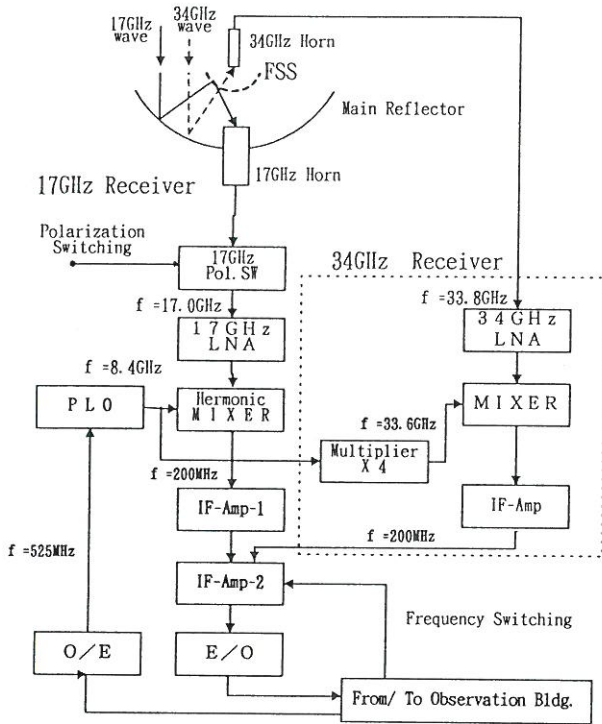 17GHz
wave
34GHz
wave
34GHz Horn
FSS
Main Reflector
17GHz Horn
17GHz Receiver
Polarization
Switching
17GHz
Pol.SW
34GHz Receiver
f =17.0GHz
f =33.8GHz
17GHz
LNA
34GHz
LNA
f =8.4GHz
PLO
Hermonic
MIXER
f =33.6GHz
MIXER
Multiplier
X 4
f =200MHz
IF-Amp-1
IF-Amp
f =200MHz
f =525MHz
IF-Amp-2
Frequency Switching
O/E
E/O
From/ To Observation Bldg.